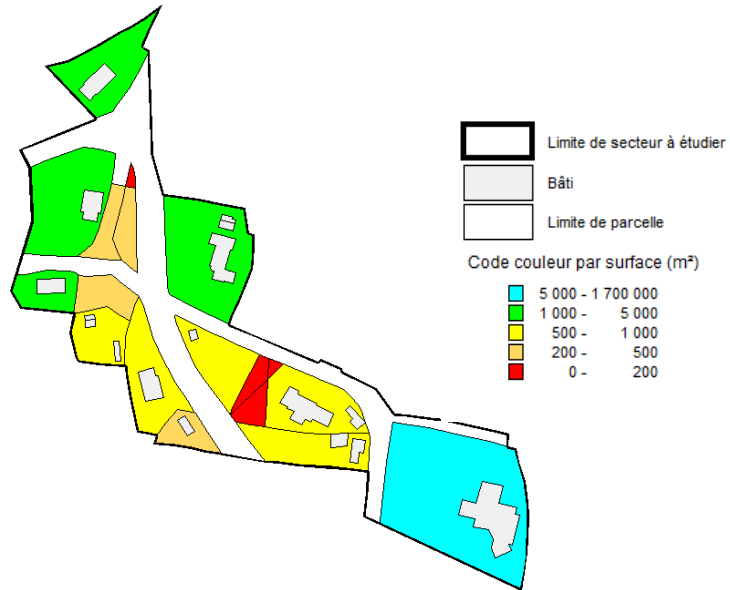 Limite de secteur à étudier
Bâti
Limite de parcelle
Code couleur par surface (m²)
5 000 - 1 700 000
1 000 - 5 000
500 - 1 000
200 - 500
0 - 200